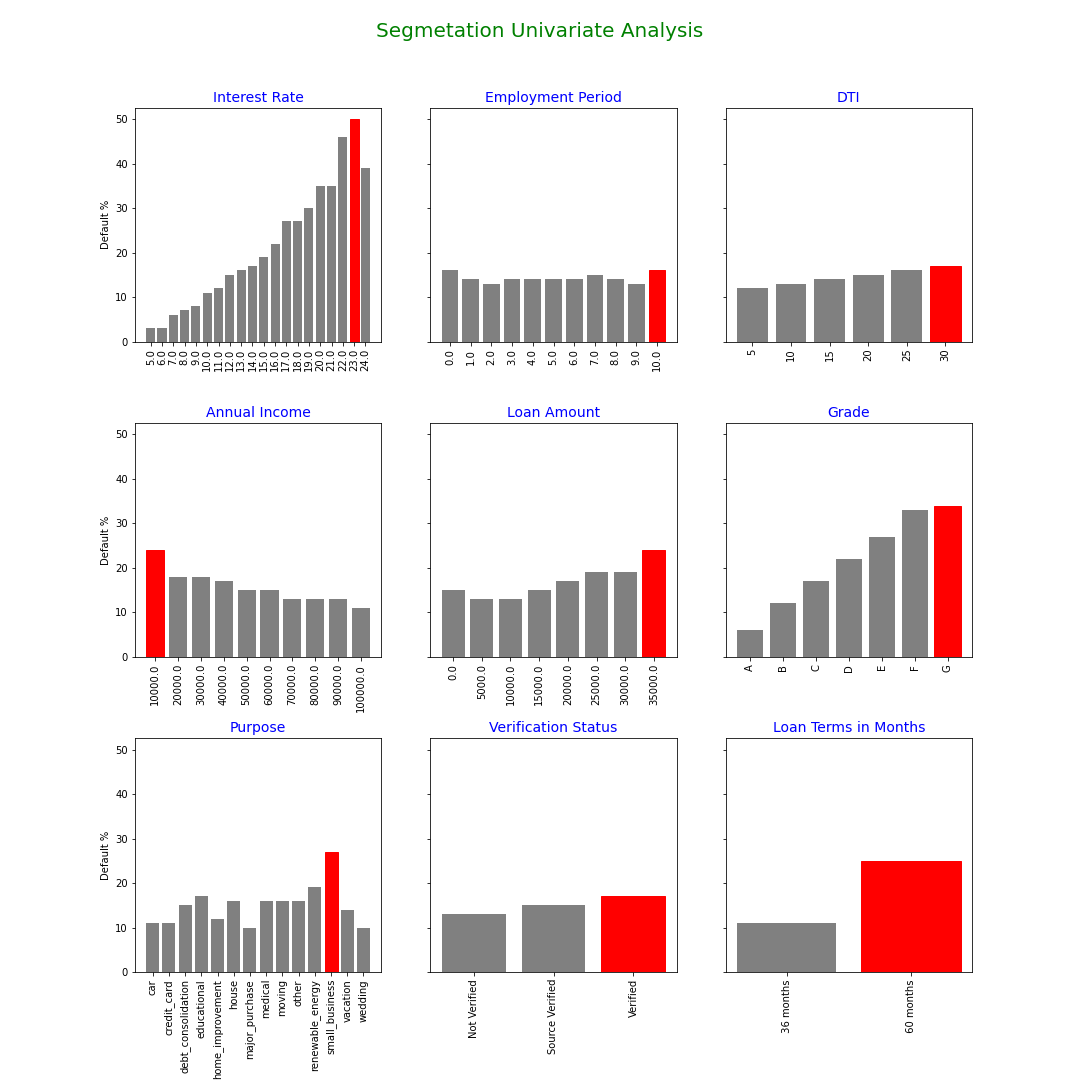 Segmetation Univariate Analysis
Interest Rate
Employment Period
DTI
Default %
50
40
30
20
10
0
5.0 6.0 7.0 8.0 9.0 10.0 11.0 12.0 13.0 14.0 15.0 16.0 17.0 18.0 19.0 20.0 21.0 22.0 23.0 24.0
0.0 1.0 2.0 3.0 4.0 5.0 6.0 7.0 8.0 9.0 10.0
5 10 15 20 25 30
Annual Income
Loan Amount
Grade
Default %
50
40
30
20
10
0
10000.0 20000.0 30000.0 40000.0 50000.0 60000.0 70000.0 80000.0 90000.0 100000.0
0.0 5000.0 10000.0 15000.0 20000.0 25000.0 30000.0 35000.0
A B C D E F G
Purpose
Verification Status
Loan Terms in Months
Default %
50
40
30
20
10
0
car
credit_card
debt_consolidation
educational
home_improvement
house
major_purchase
medical
moving
other
renewable_energy
small_business
vacation
wedding
Not Verified
Source Verified
Verified
36 months
60 months